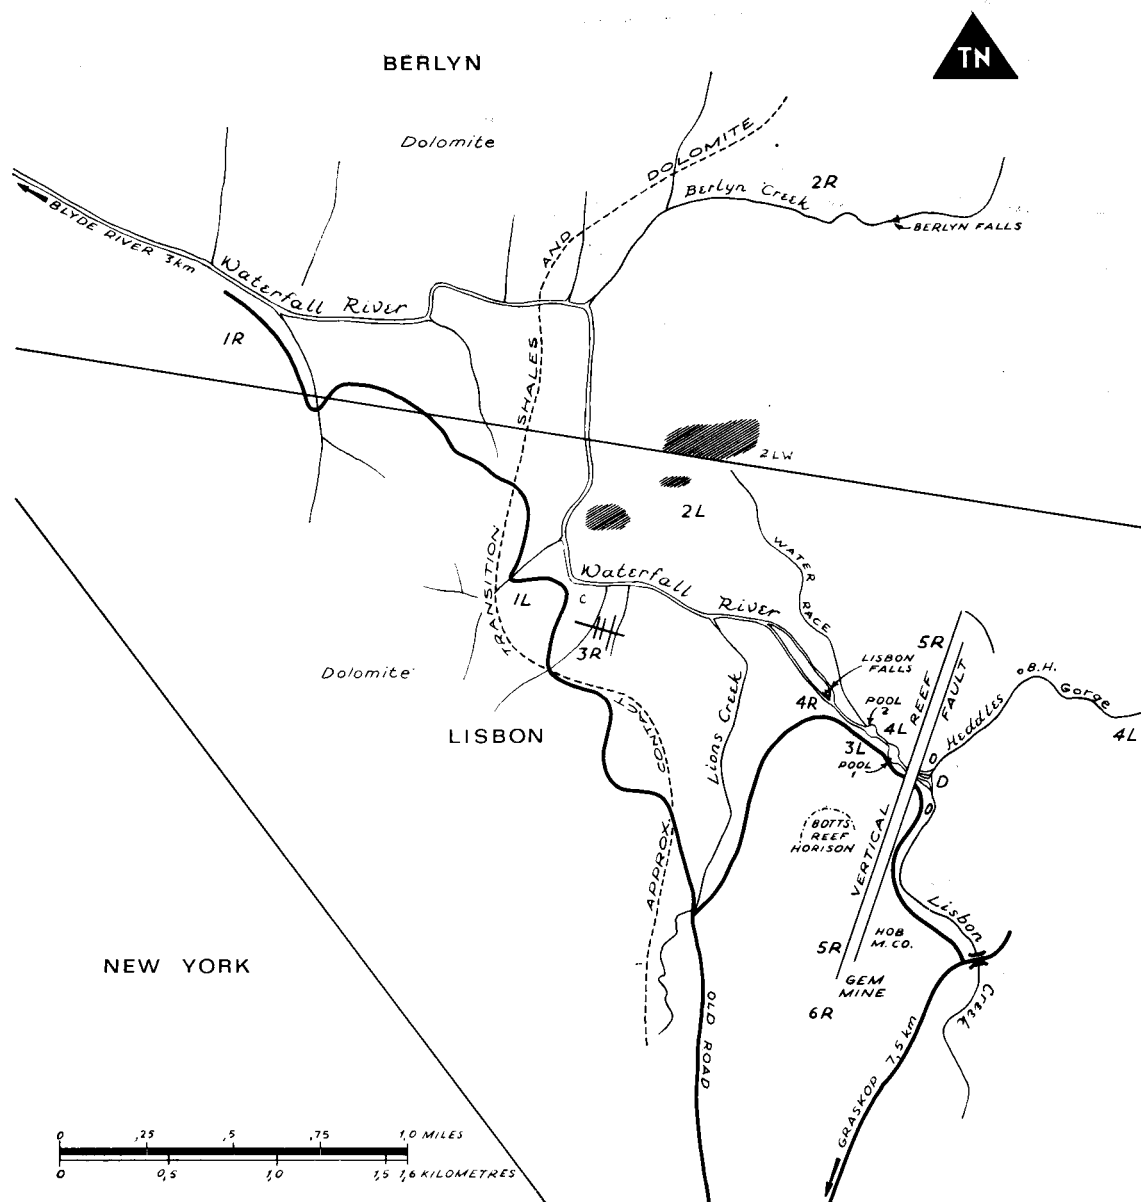 TN
BERLYN
Dolomite
DOLOMITE
AND
SHALES
TRANSITION
CONTACT
APPROX
2R
Berlyn Creek
BERLYN FALLS
BLYDE RIVER 3km
Waterfall River
1R
2LW
2L
WATER RACE
Waterfall River
1L
C
3R
Dolomite
LISBON
LISBON
FALLS
4R
POOL
2
4L
3L
POOL
1
5R
REEF
FAULT
B.H.
Heddles Gorge
4L
O
D
O
Lions Creek
BOTTS
REEF
HORISON
VERTICAL
Lisbon
Creek
HOB
M. CO.
5R
GEM
MINE
6R
NEW YORK
OLD ROAD
GRASKOP 7,5 km
0 ,25 ,5 ,75 1,0 MILES
0 0,5 1,0 1,5 1,6 KILOMETRES